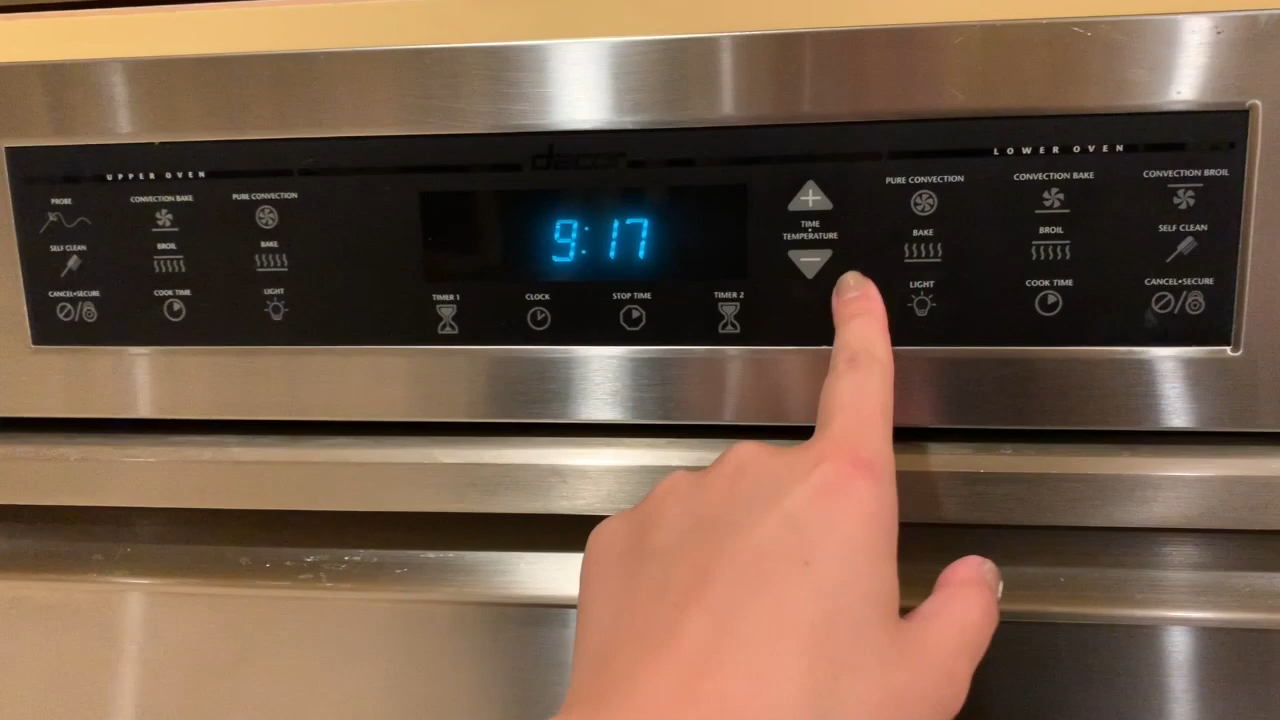 dacor
UPPER OVEN
LOWER OVEN
PROBE
CONVECTION BAKE
PURE CONVECTION
SELF CLEAN
BROIL
BAKE
CANCEL•SECURE
COOK TIME
LIGHT
9:17
TIMER 1
CLOCK
STOP TIME
TIMER 2
+
TIME
•
TEMPERATURE
−
PURE CONVECTION
CONVECTION BAKE
CONVECTION BROIL
BAKE
BROIL
SELF CLEAN
LIGHT
COOK TIME
CANCEL•SECURE